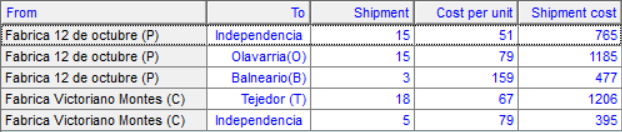 From To Shipment Cost per unit Shipment cost
Fabrica 12 de octubre (P) Independencia 15 51 765
Fabrica 12 de octubre (P) Olavarria(O) 15 79 1185
Fabrica 12 de octubre (P) Balneario(B) 3 159 477
Fabrica Victoriano Montes (C) Tejedor (T) 18 67 1206
Fabrica Victoriano Montes (C) Independencia 5 79 395